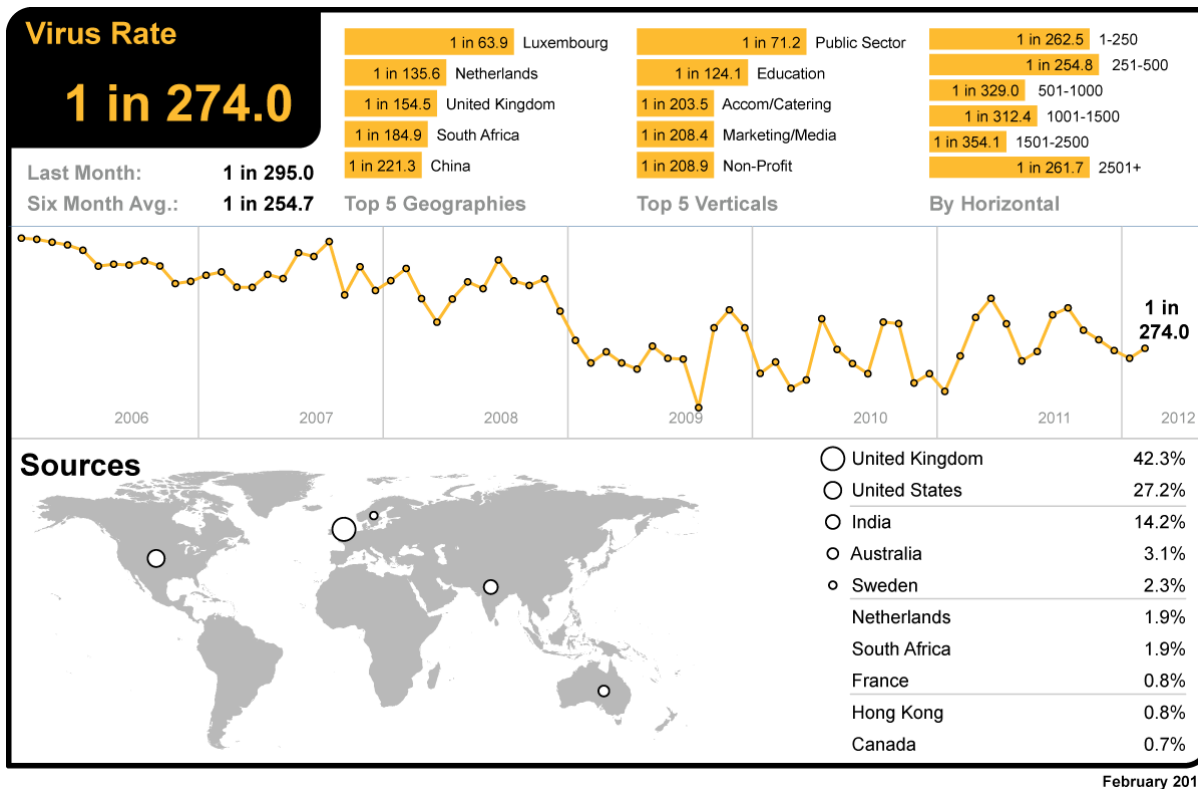 Virus Rate
1 in 274.0
Last Month: 1 in 295.0
Six Month Avg.: 1 in 254.7
1 in 63.9 Luxembourg
1 in 135.6 Netherlands
1 in 154.5 United Kingdom
1 in 184.9 South Africa
1 in 221.3 China
Top 5 Geographies
1 in 71.2 Public Sector
1 in 124.1 Education
1 in 203.5 Accom/Catering
1 in 208.4 Marketing/Media
1 in 208.9 Non-Profit
Top 5 Verticals
1 in 262.5 1-250
1 in 254.8 251-500
1 in 329.0 501-1000
1 in 312.4 1001-1500
1 in 354.1 1501-2500
1 in 261.7 2501+
By Horizontal
1 in
274.0
2006 2007 2008 2009 2010 2011 2012
Sources
United Kingdom 42.3%
United States 27.2%
India 14.2%
Australia 3.1%
Sweden 2.3%
Netherlands 1.9%
South Africa 1.9%
France 0.8%
Hong Kong 0.8%
Canada 0.7%
February 201